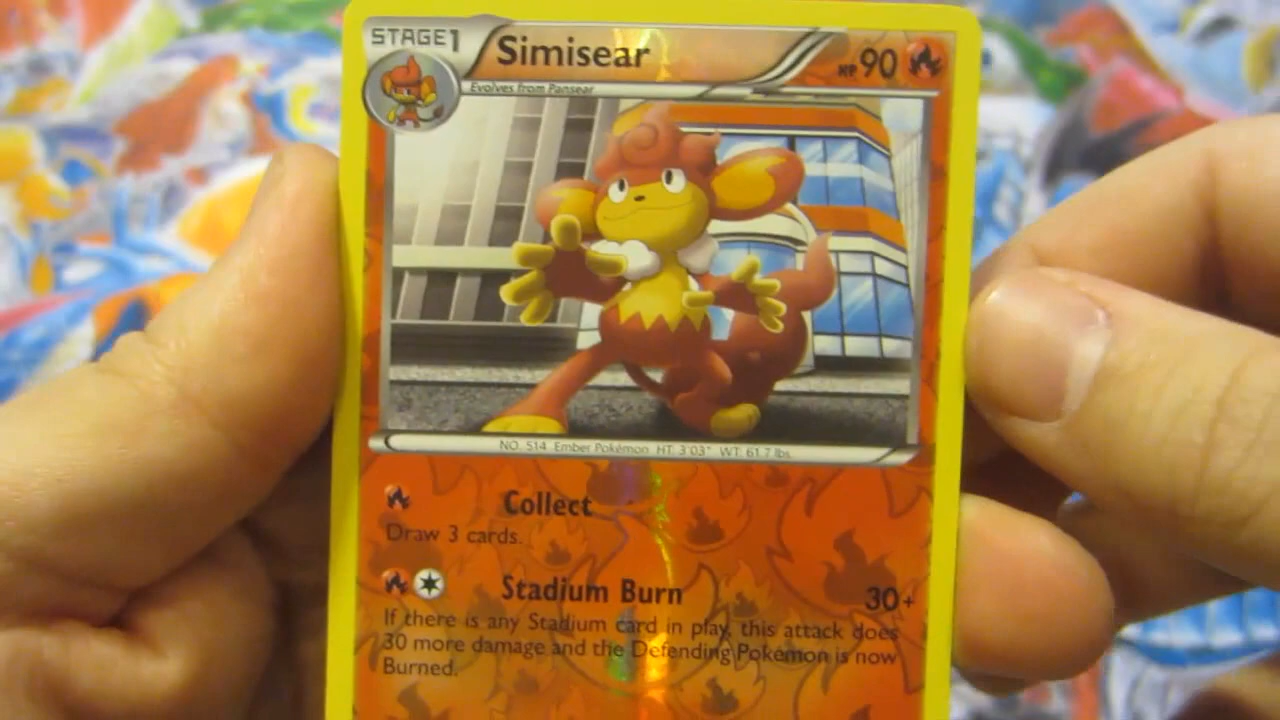 STAGE1
Simisear
HP 90
Evolves from Pansear
NO. 514 Ember Pokémon HT: 3'03" WT: 61.7 lbs.
Collect
Draw 3 cards.
Stadium Burn 30+
If there is any Stadium card in play, this attack does
30 more damage and the Defending Pokémon is now
Burned.